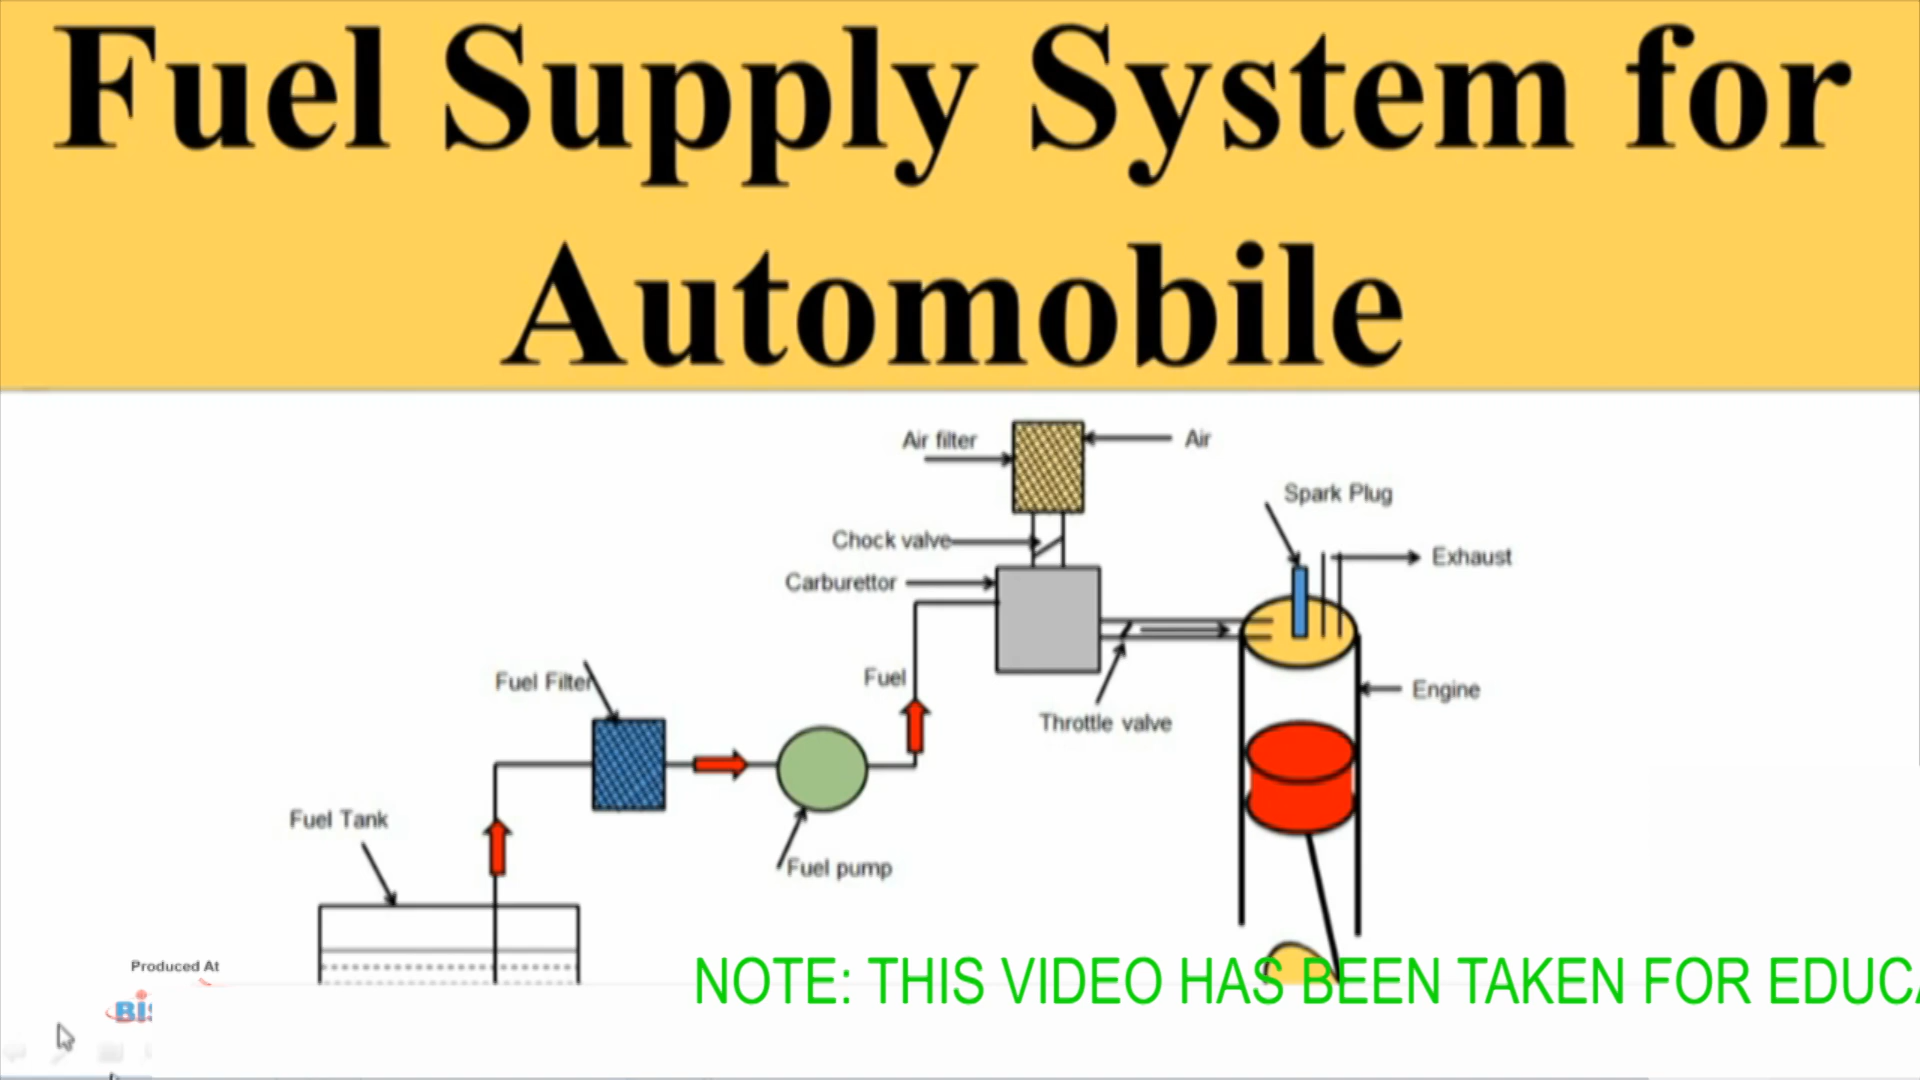 Fuel Supply System for
Automobile
Air filter
Air
Spark Plug
Chock valve
Exhaust
Carburettor
Fuel Filter
Fuel
Engine
Throttle valve
Fuel Tank
Fuel pump
Produced At
NOTE: THIS VIDEO HAS BEEN TAKEN FOR EDUCA